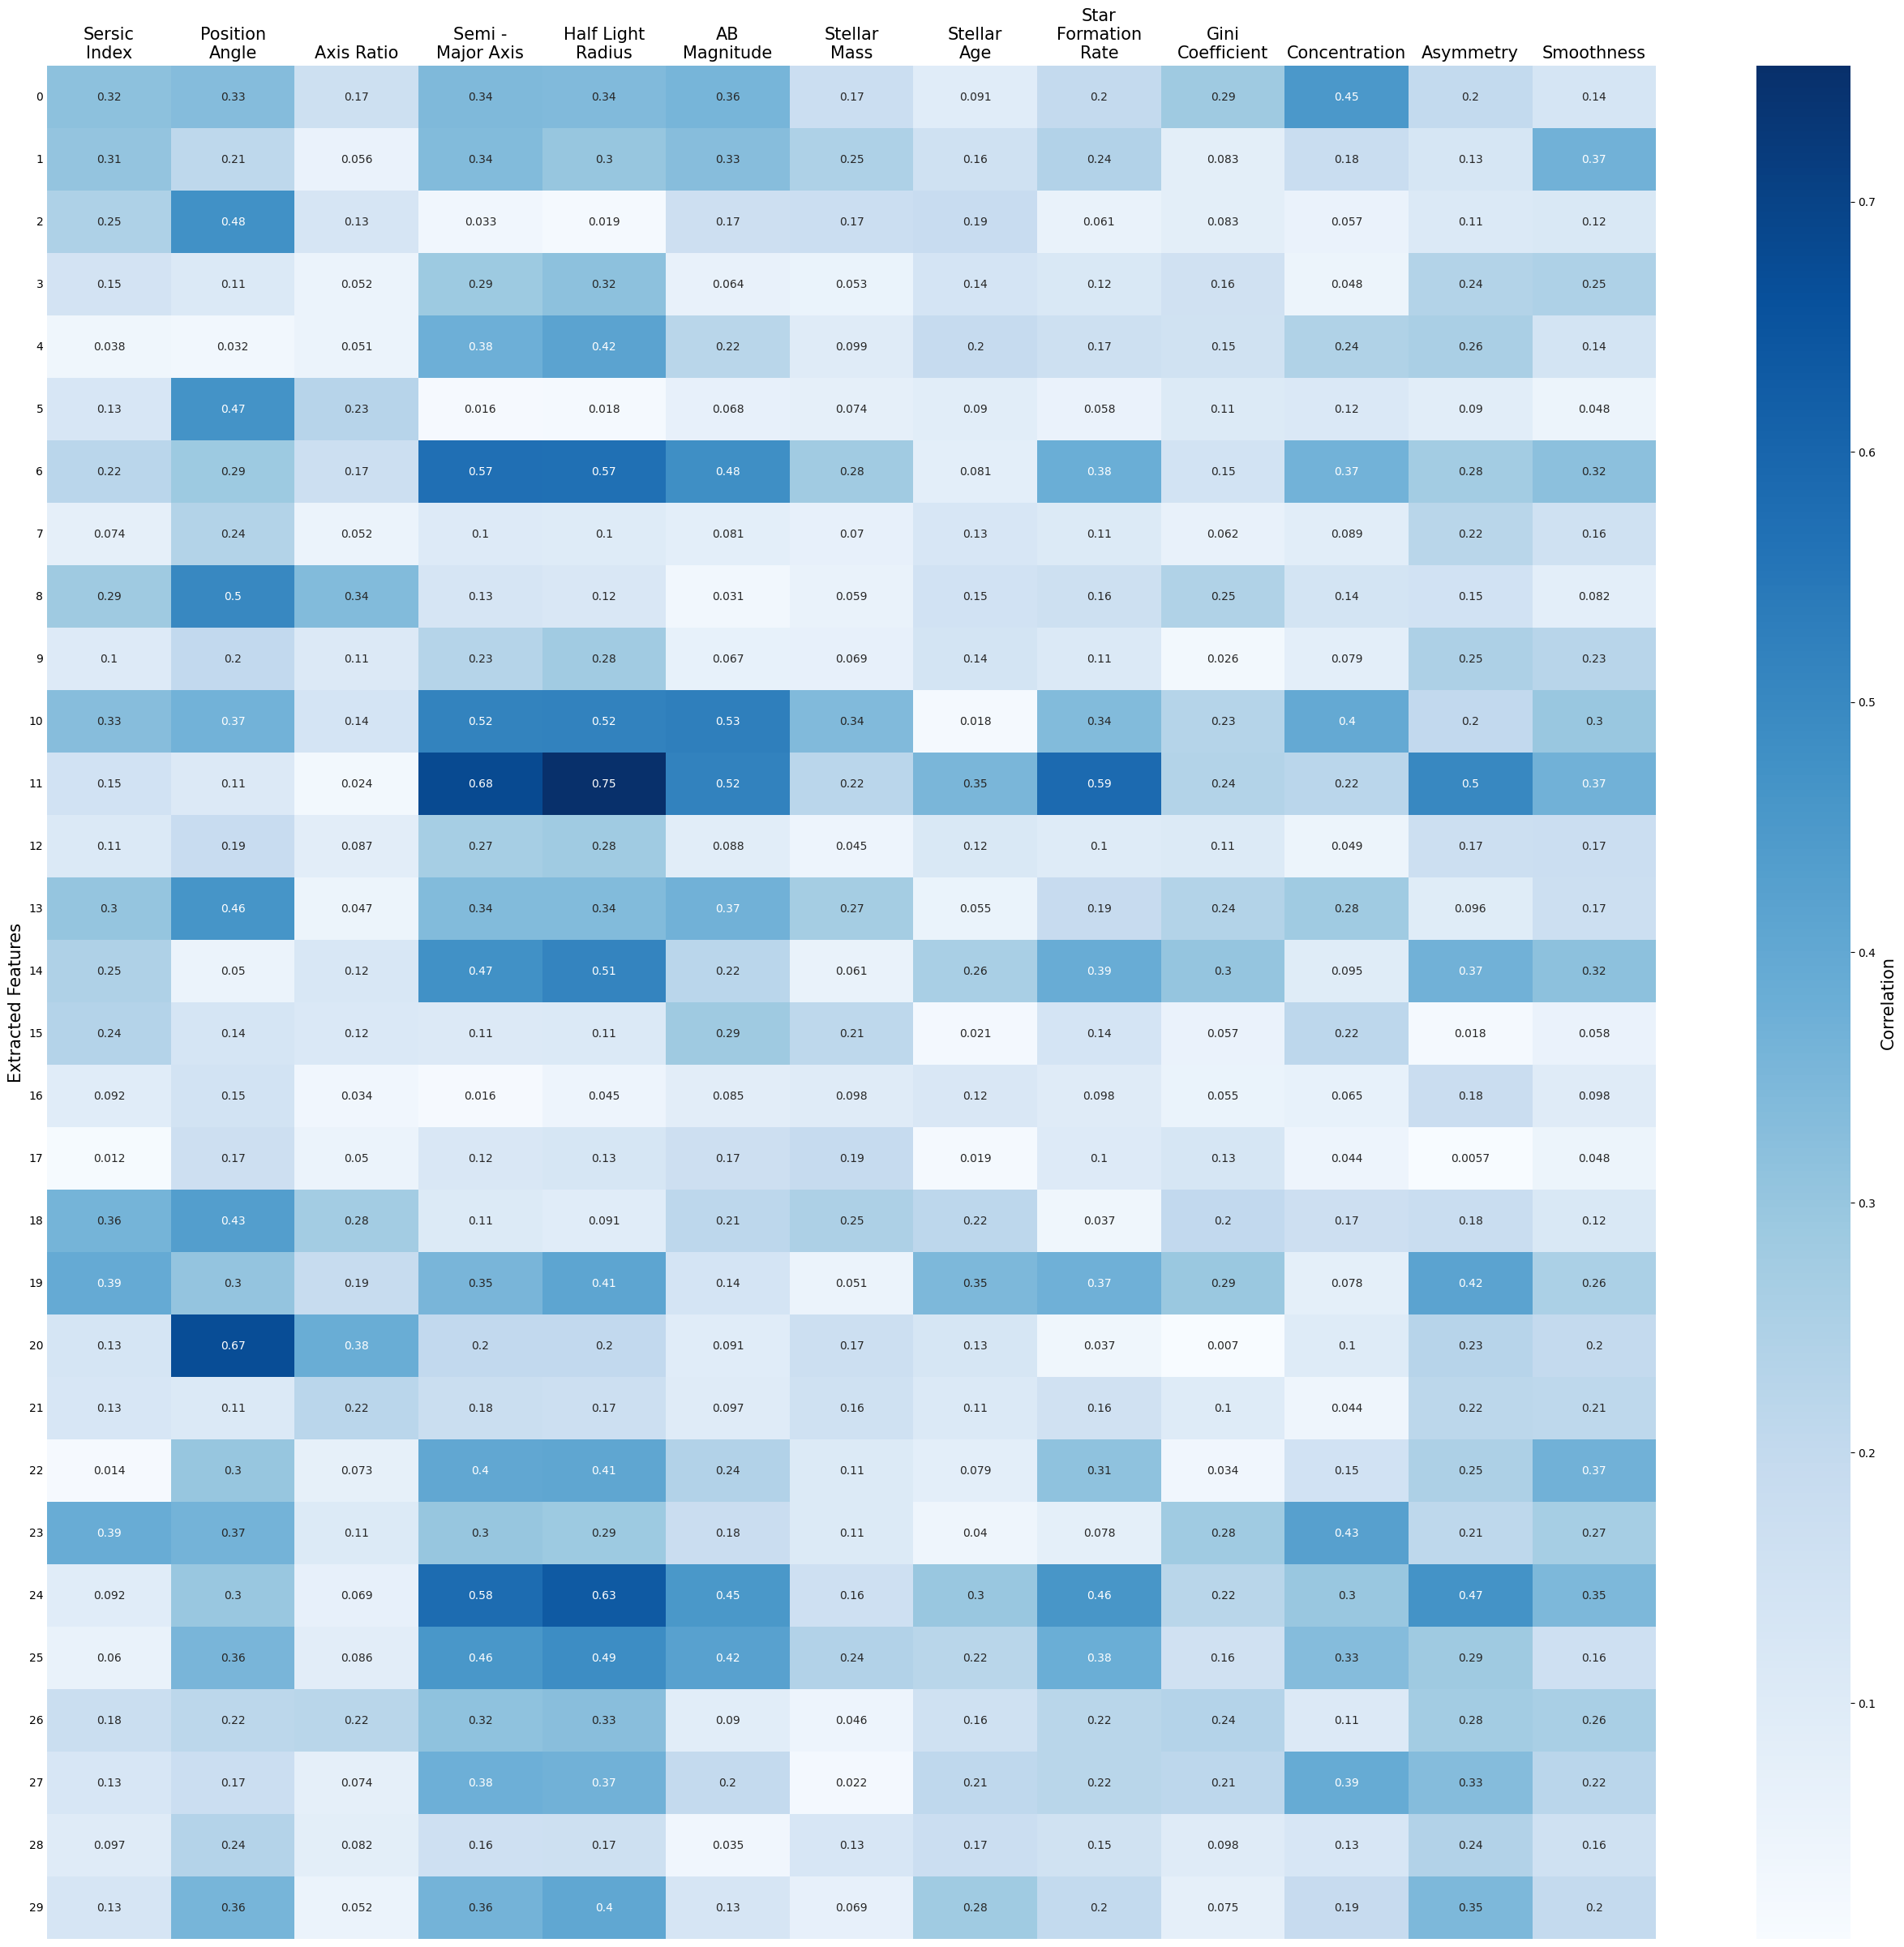 Star
Sersic Position Semi - Half Light AB Stellar Stellar Formation Gini
Index Angle Axis Ratio Major Axis Radius Magnitude Mass Age Rate Coefficient Concentration Asymmetry Smoothness
0 0.32 0.33 0.17 0.34 0.34 0.36 0.17 0.091 0.2 0.29 0.45 0.2 0.14
1 0.31 0.21 0.056 0.34 0.3 0.33 0.25 0.16 0.24 0.083 0.18 0.13 0.37
0.7
2 0.25 0.48 0.13 0.033 0.019 0.17 0.17 0.19 0.061 0.083 0.057 0.11 0.12
3 0.15 0.11 0.052 0.29 0.32 0.064 0.053 0.14 0.12 0.16 0.048 0.24 0.25
4 0.038 0.032 0.051 0.38 0.42 0.22 0.099 0.2 0.17 0.15 0.24 0.26 0.14
5 0.13 0.47 0.23 0.016 0.018 0.068 0.074 0.09 0.058 0.11 0.12 0.09 0.048
0.6
6 0.22 0.29 0.17 0.57 0.57 0.48 0.28 0.081 0.38 0.15 0.37 0.28 0.32
7 0.074 0.24 0.052 0.1 0.1 0.081 0.07 0.13 0.11 0.062 0.089 0.22 0.16
8 0.29 0.5 0.34 0.13 0.12 0.031 0.059 0.15 0.16 0.25 0.14 0.15 0.082
9 0.1 0.2 0.11 0.23 0.28 0.067 0.069 0.14 0.11 0.026 0.079 0.25 0.23
0.5
10 0.33 0.37 0.14 0.52 0.52 0.53 0.34 0.018 0.34 0.23 0.4 0.2 0.3
11 0.15 0.11 0.024 0.68 0.75 0.52 0.22 0.35 0.59 0.24 0.22 0.5 0.37
12 0.11 0.19 0.087 0.27 0.28 0.088 0.045 0.12 0.1 0.11 0.049 0.17 0.17
13 0.3 0.46 0.047 0.34 0.34 0.37 0.27 0.055 0.19 0.24 0.28 0.096 0.17
0.4
14 0.25 0.05 0.12 0.47 0.51 0.22 0.061 0.26 0.39 0.3 0.095 0.37 0.32
Extracted Features
Correlation
15 0.24 0.14 0.12 0.11 0.11 0.29 0.21 0.021 0.14 0.057 0.22 0.018 0.058
16 0.092 0.15 0.034 0.016 0.045 0.085 0.098 0.12 0.098 0.055 0.065 0.18 0.098
17 0.012 0.17 0.05 0.12 0.13 0.17 0.19 0.019 0.1 0.13 0.044 0.0057 0.048
0.3
18 0.36 0.43 0.28 0.11 0.091 0.21 0.25 0.22 0.037 0.2 0.17 0.18 0.12
19 0.39 0.3 0.19 0.35 0.41 0.14 0.051 0.35 0.37 0.29 0.078 0.42 0.26
20 0.13 0.67 0.38 0.2 0.2 0.091 0.17 0.13 0.037 0.007 0.1 0.23 0.2
21 0.13 0.11 0.22 0.18 0.17 0.097 0.16 0.11 0.16 0.1 0.044 0.22 0.21
0.2
22 0.014 0.3 0.073 0.4 0.41 0.24 0.11 0.079 0.31 0.034 0.15 0.25 0.37
23 0.39 0.37 0.11 0.3 0.29 0.18 0.11 0.04 0.078 0.28 0.43 0.21 0.27
24 0.092 0.3 0.069 0.58 0.63 0.45 0.16 0.3 0.46 0.22 0.3 0.47 0.35
25 0.06 0.36 0.086 0.46 0.49 0.42 0.24 0.22 0.38 0.16 0.33 0.29 0.16
0.1
26 0.18 0.22 0.22 0.32 0.33 0.09 0.046 0.16 0.22 0.24 0.11 0.28 0.26
27 0.13 0.17 0.074 0.38 0.37 0.2 0.022 0.21 0.22 0.21 0.39 0.33 0.22
28 0.097 0.24 0.082 0.16 0.17 0.035 0.13 0.17 0.15 0.098 0.13 0.24 0.16
29 0.13 0.36 0.052 0.36 0.4 0.13 0.069 0.28 0.2 0.075 0.19 0.35 0.2